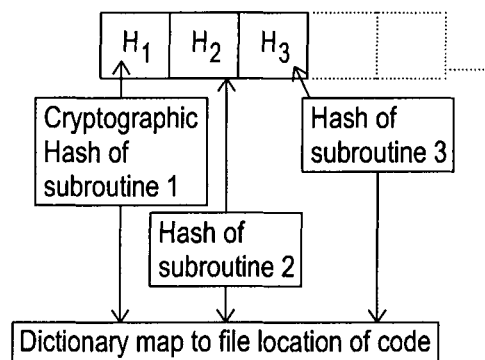 H1 H2 H3
Cryptographic
Hash of
subroutine 1
Hash of
subroutine 2
Hash of
subroutine 3
Dictionary map to file location of code